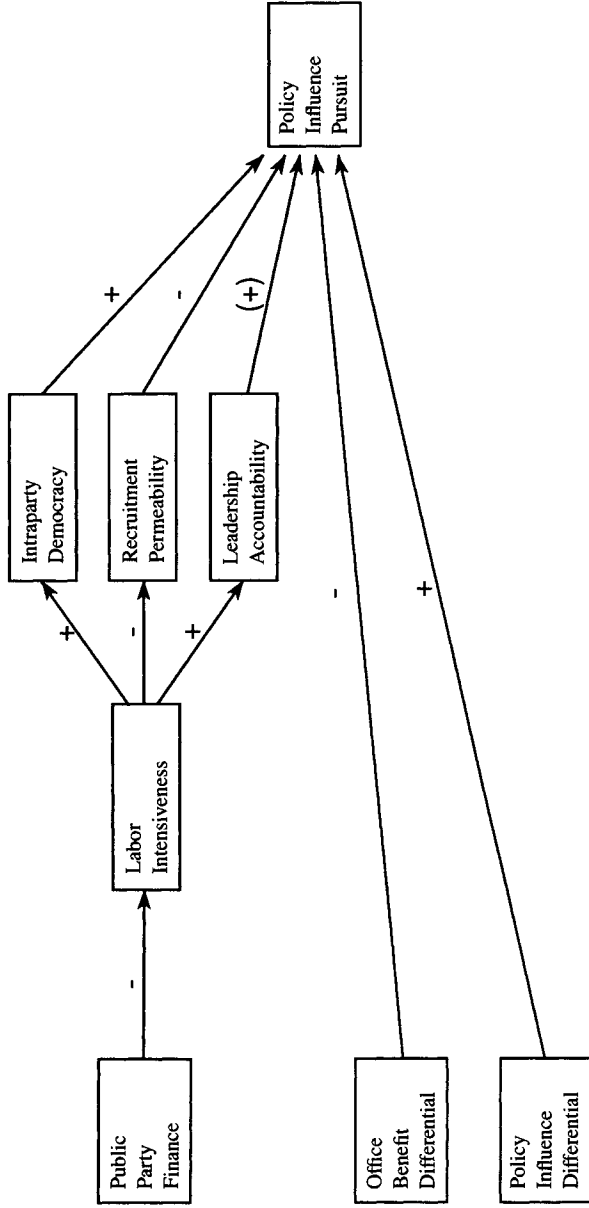 Public
Party
Finance
-
Labor
Intensiveness
+
-
+
Intraparty
Democracy
Recruitment
Permeability
Leadership
Accountability
+
-
(+)
Policy
Influence
Pursuit
Office
Benefit
Differential
-
Policy
Influence
Differential
+